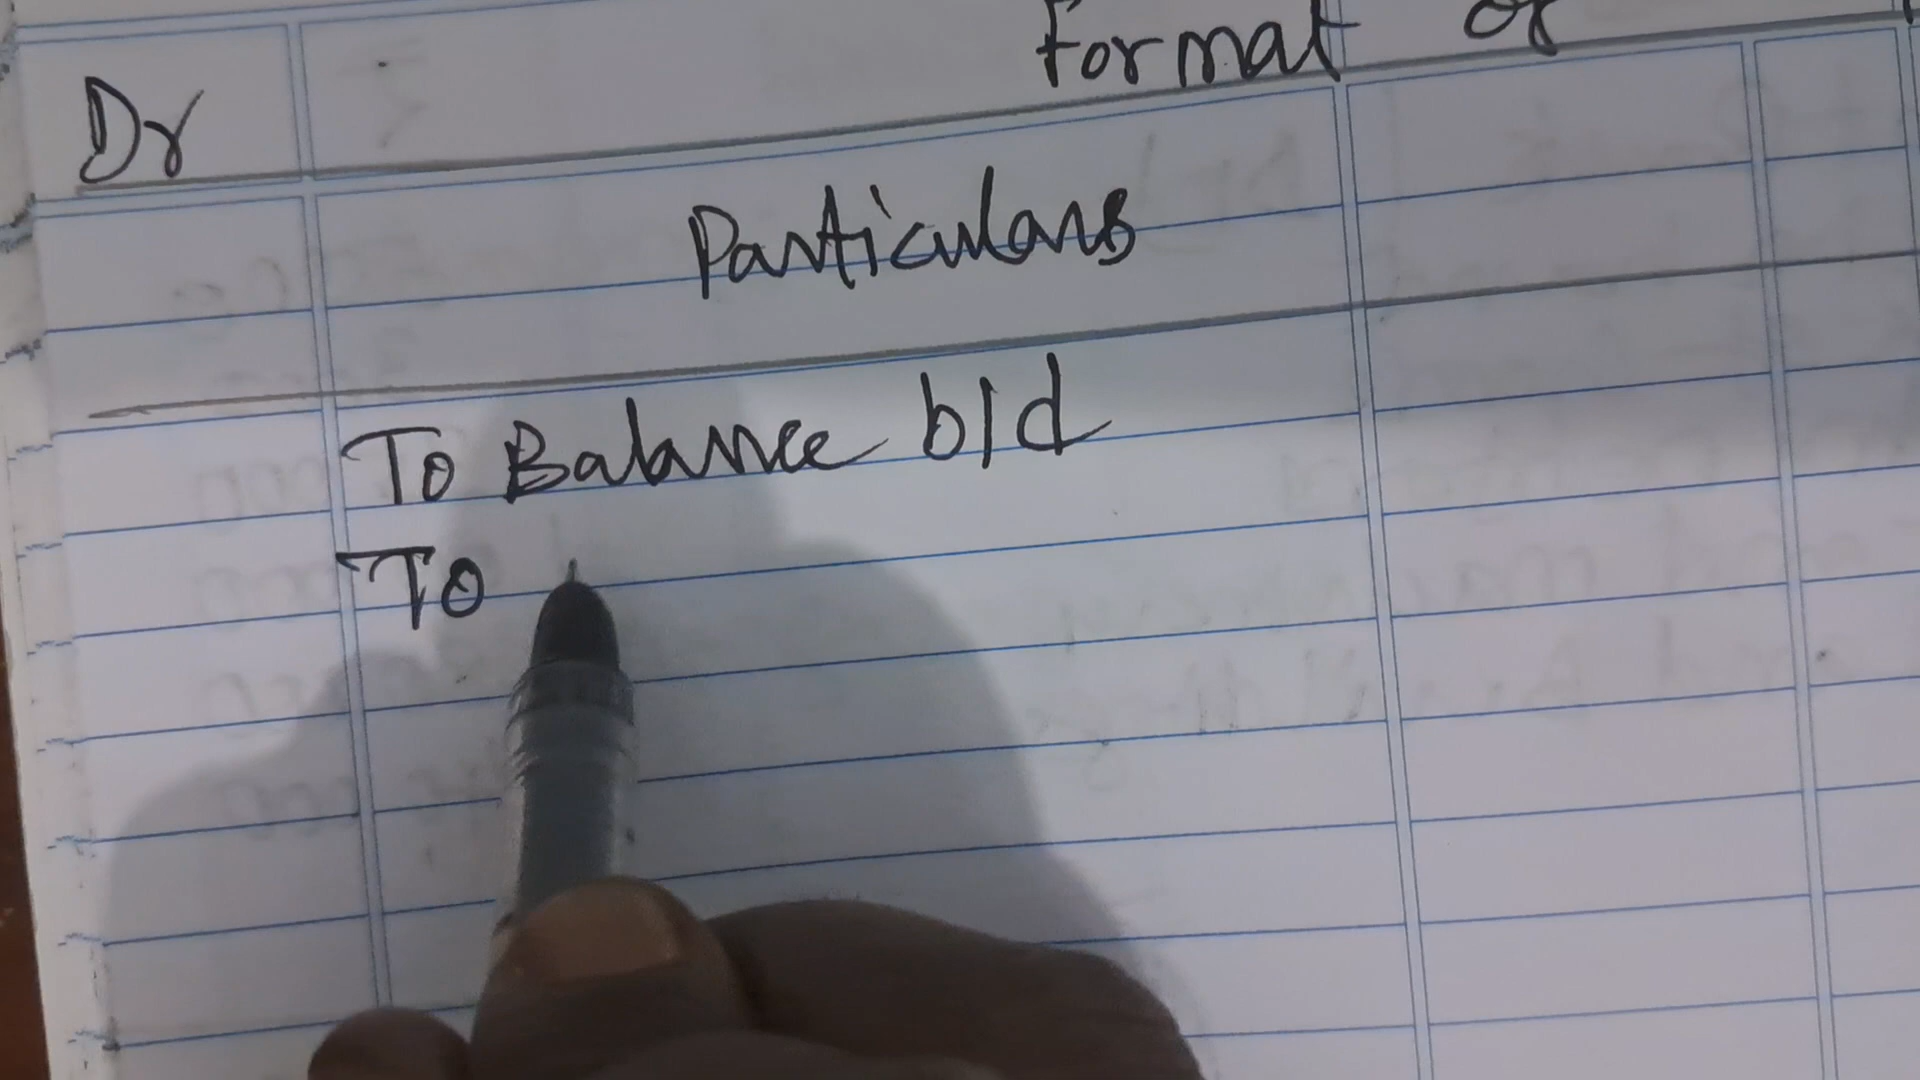 Format of
Dr
Particulars
To Balance b/d
To